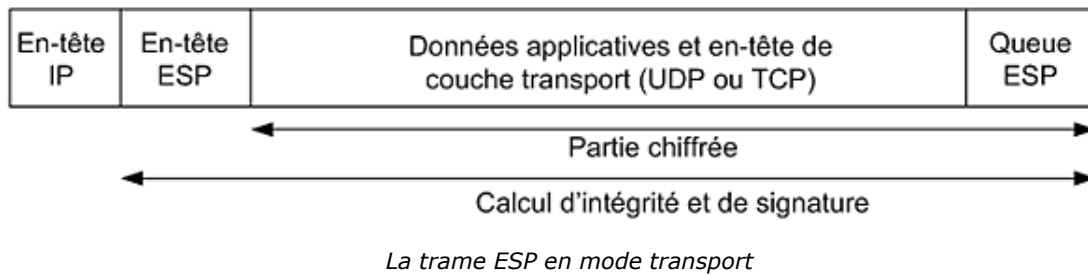 En-tête
IP
En-tête
ESP
Données applicatives et en-tête de
couche transport (UDP ou TCP)
Queue
ESP
Partie chiffrée
Calcul d'intégrité et de signature
La trame ESP en mode transport